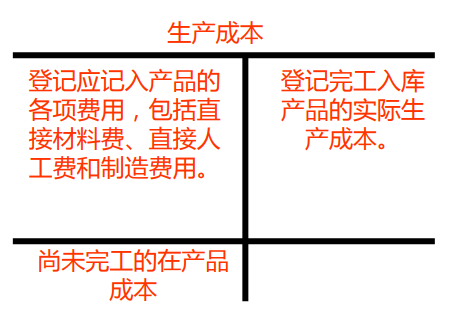 生产成本
登记应记入产品的
各项费用，包括直
接材料费、直接人
工费和制造费用。
登记完工入库
产品的实际生
产成本。
尚未完工的在产品
成本